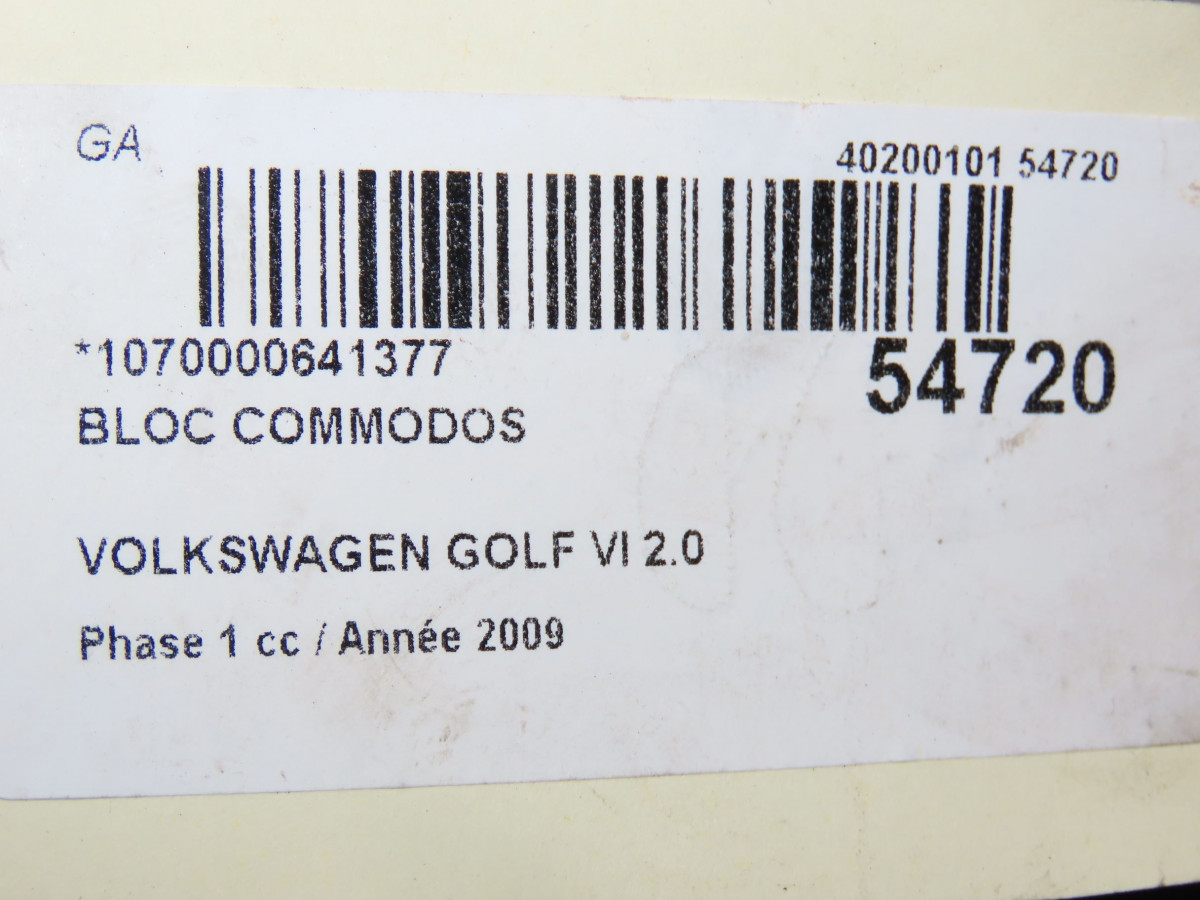 GA
40200101 54720
*1070000641377
54720
BLOC COMMODOS
VOLKSWAGEN GOLF VI 2.0
Phase 1 cc / Année 2009